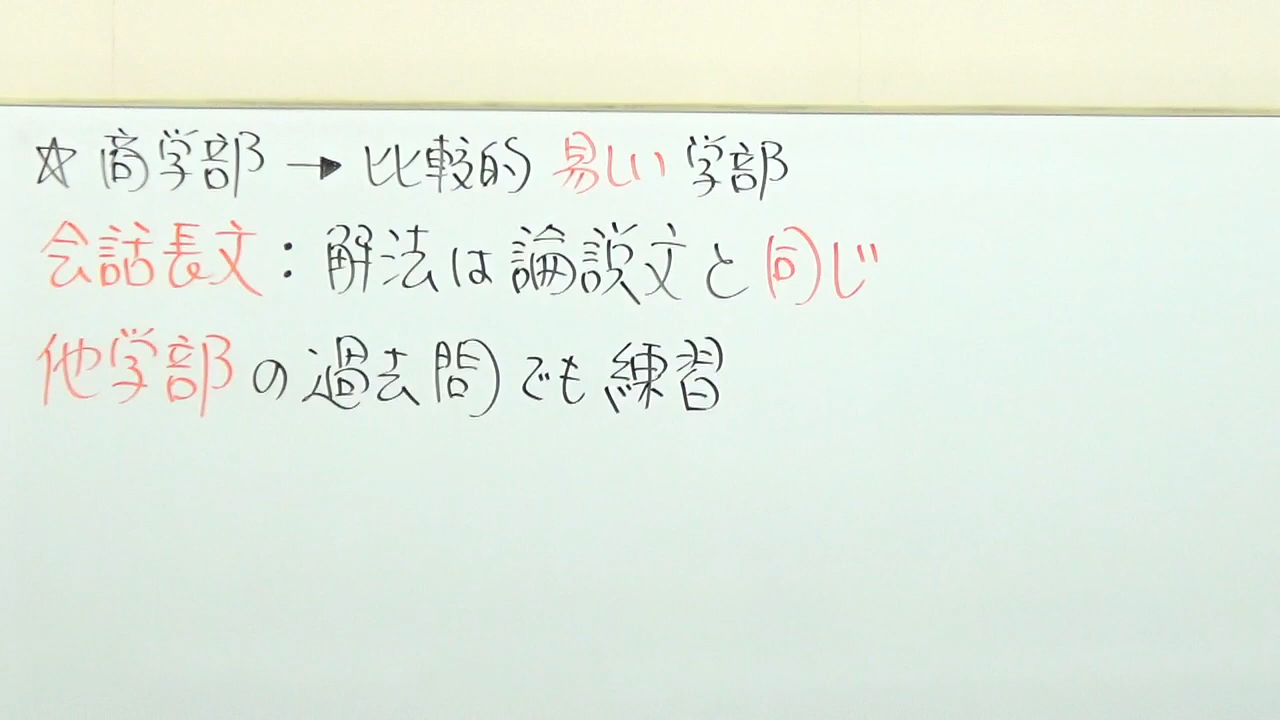 ☆商学部→比較的易しい学部
会話長文：解法は論説文と同じ
他学部の過去問でも練習